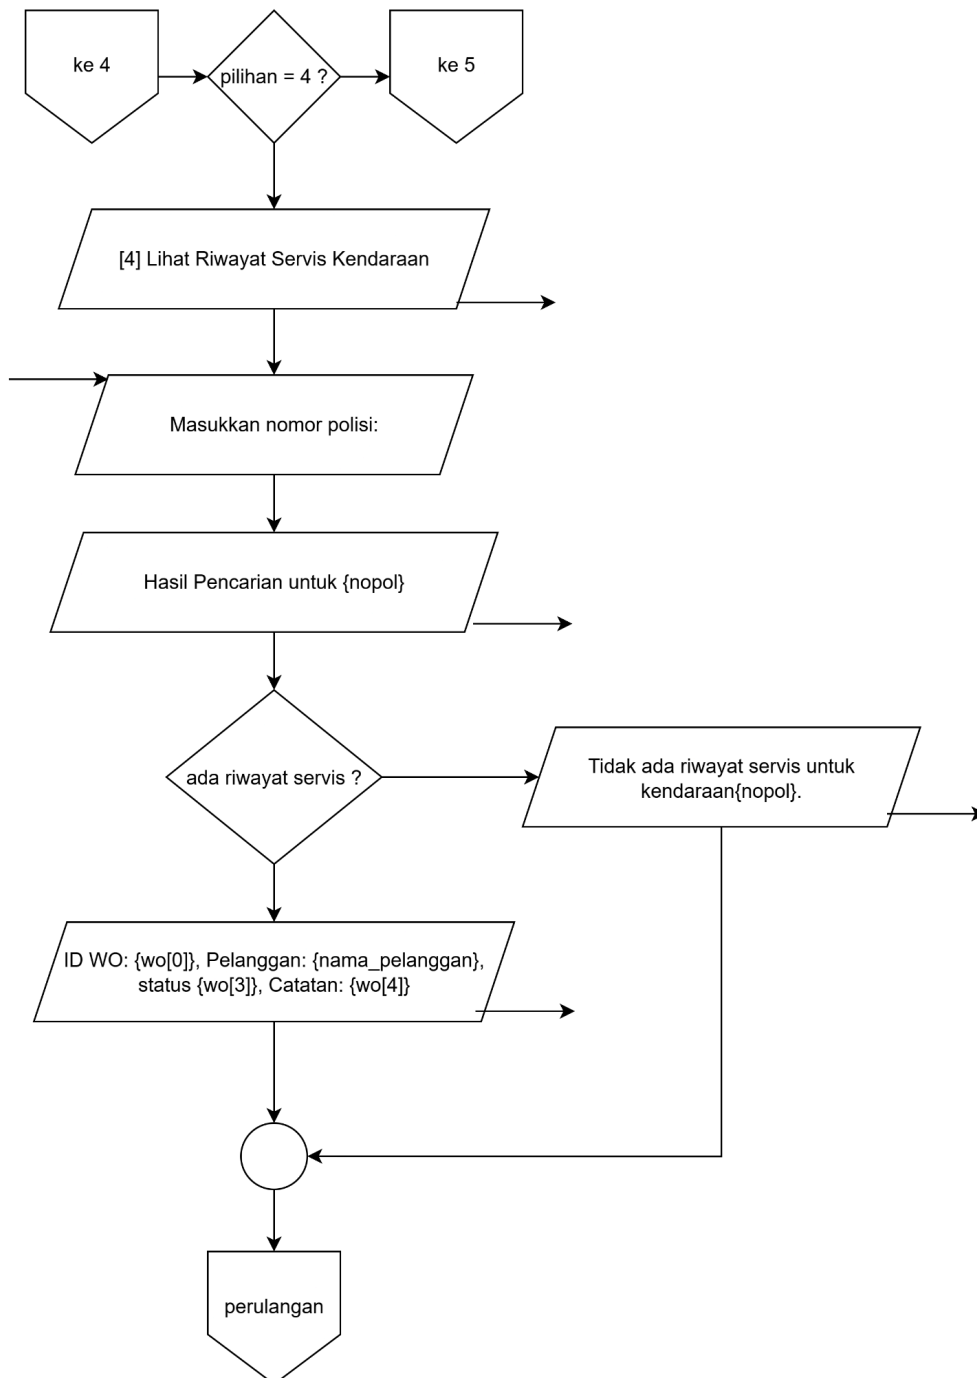 ke 4
pilihan = 4 ?
ke 5
[4] Lihat Riwayat Servis Kendaraan
Masukkan nomor polisi:
Hasil Pencarian untuk {nopol}
ada riwayat servis ?
Tidak ada riwayat servis untuk
kendaraan{nopol}.
ID WO: {wo[0]}, Pelanggan: {nama_pelanggan},
status {wo[3]}, Catatan: {wo[4]}
perulangan